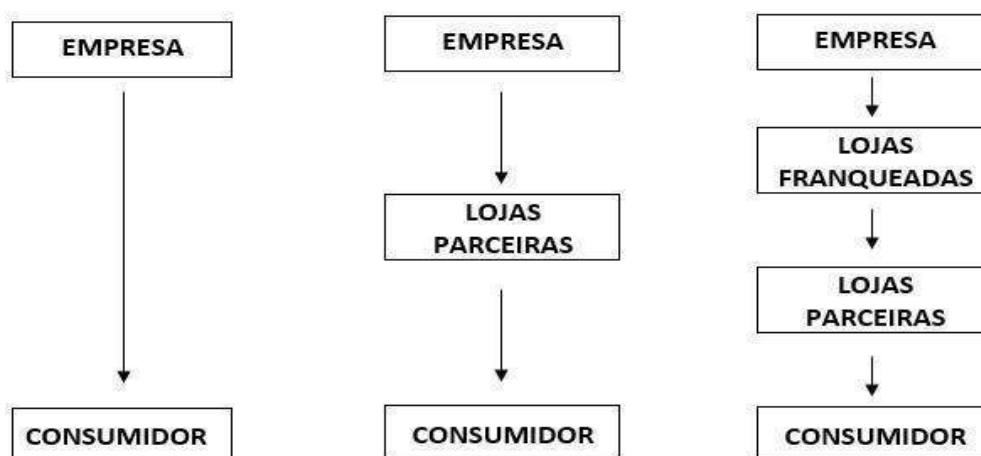 EMPRESA
CONSUMIDOR
EMPRESA
LOJAS
PARCEIRAS
CONSUMIDOR
EMPRESA
LOJAS
FRANQUEADAS
LOJAS
PARCEIRAS
CONSUMIDOR